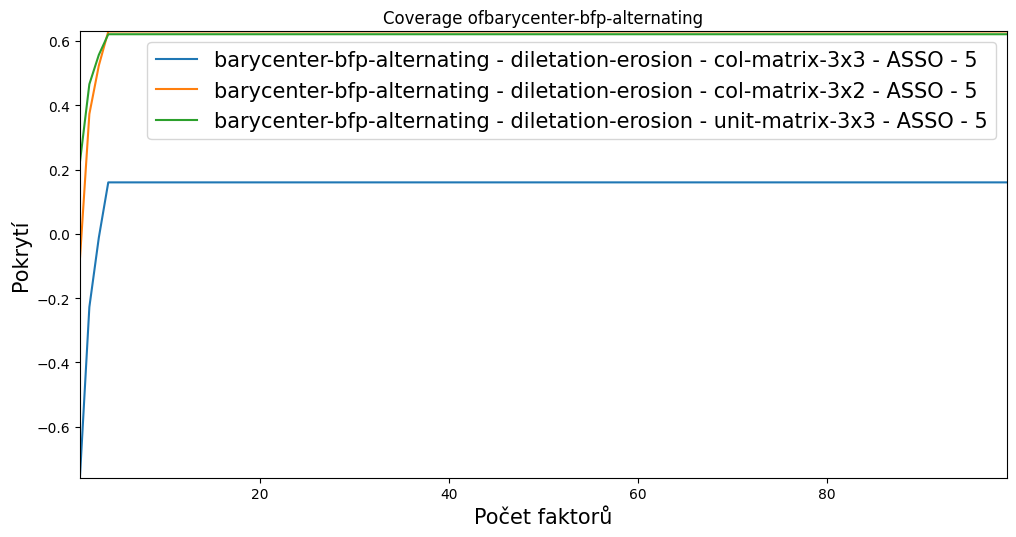 Coverage ofbarycenter-bfp-alternating
barycenter-bfp-alternating - diletation-erosion - col-matrix-3x3 - ASSO - 5
barycenter-bfp-alternating - diletation-erosion - col-matrix-3x2 - ASSO - 5
barycenter-bfp-alternating - diletation-erosion - unit-matrix-3x3 - ASSO - 5
Pokrytí
0.6
0.4
0.2
0.0
−0.2
−0.4
−0.6
20 40 60 80
Počet faktorů